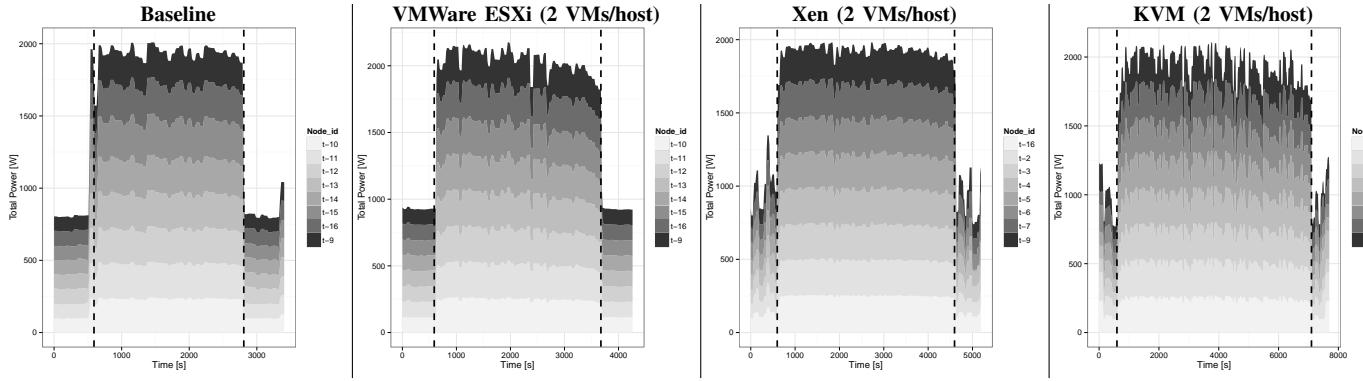 Baseline
Total Power [W]
2000
1500
1000
500
0
0
1000
2000
3000
Time [s]
Node_id
t−10
t−11
t−12
t−13
t−14
t−15
t−16
t−9
VMWare ESXi (2 VMs/host)
Total Power [W]
2000
1500
1000
500
0
0
1000
2000
3000
4000
Time [s]
Node_id
t−10
t−11
t−12
t−13
t−14
t−15
t−16
t−9
Xen (2 VMs/host)
Total Power [W]
2000
1500
1000
500
0
0
1000
2000
3000
4000
5000
Time [s]
Node_id
t−16
t−2
t−3
t−4
t−5
t−6
t−7
t−9
KVM (2 VMs/host)
Total Power [W]
2000
1500
1000
500
0
0
2000
4000
6000
8000
Time [s]
No